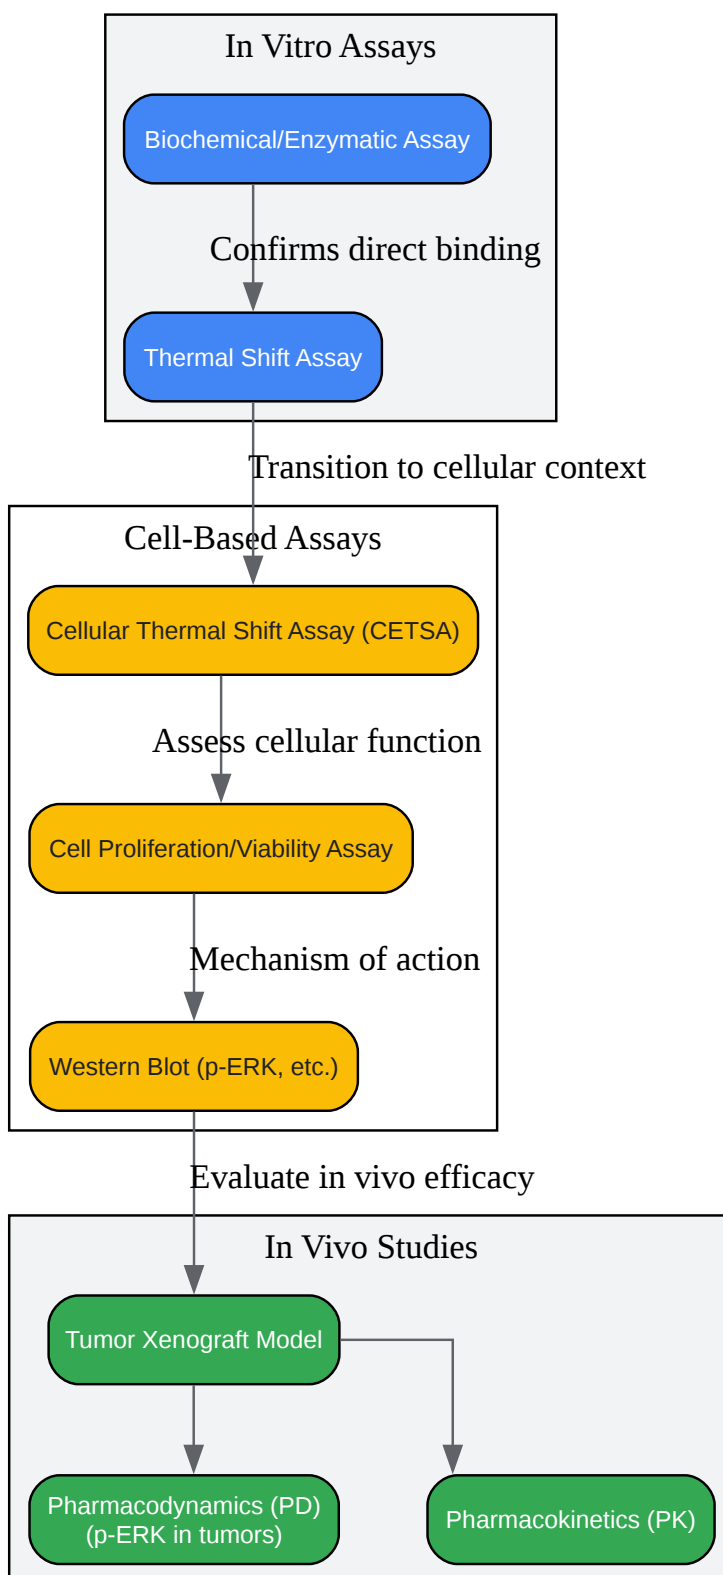 In Vitro Assays
Biochemical/Enzymatic Assay
Confirms direct binding
Thermal Shift Assay
Transition to cellular context
Cell-Based Assays
Cellular Thermal Shift Assay (CETSA)
Assess cellular function
Cell Proliferation/Viability Assay
Mechanism of action
Western Blot (p-ERK, etc.)
Evaluate in vivo efficacy
In Vivo Studies
Tumor Xenograft Model
Pharmacodynamics (PD)
(p-ERK in tumors)
Pharmacokinetics (PK)